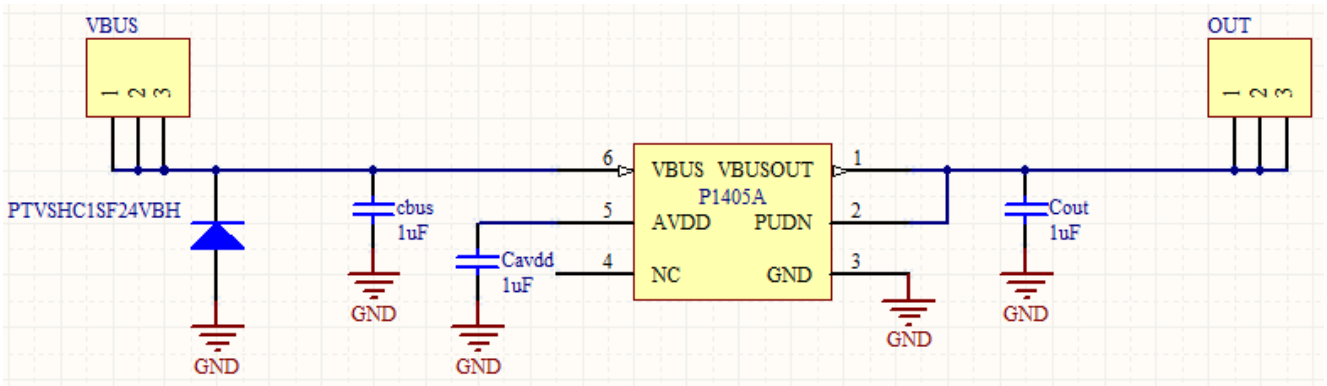 VBUS
1 2 3
OUT
1 2 3
PTVSHC1SF24VBH
GND
cbus
1uF
GND
Cavdd
1uF
GND
6 VBUS VBUSOUT 1
P1405A
5 AVDD PUDN 2
4 NC GND 3
GND
Cout
1uF
GND